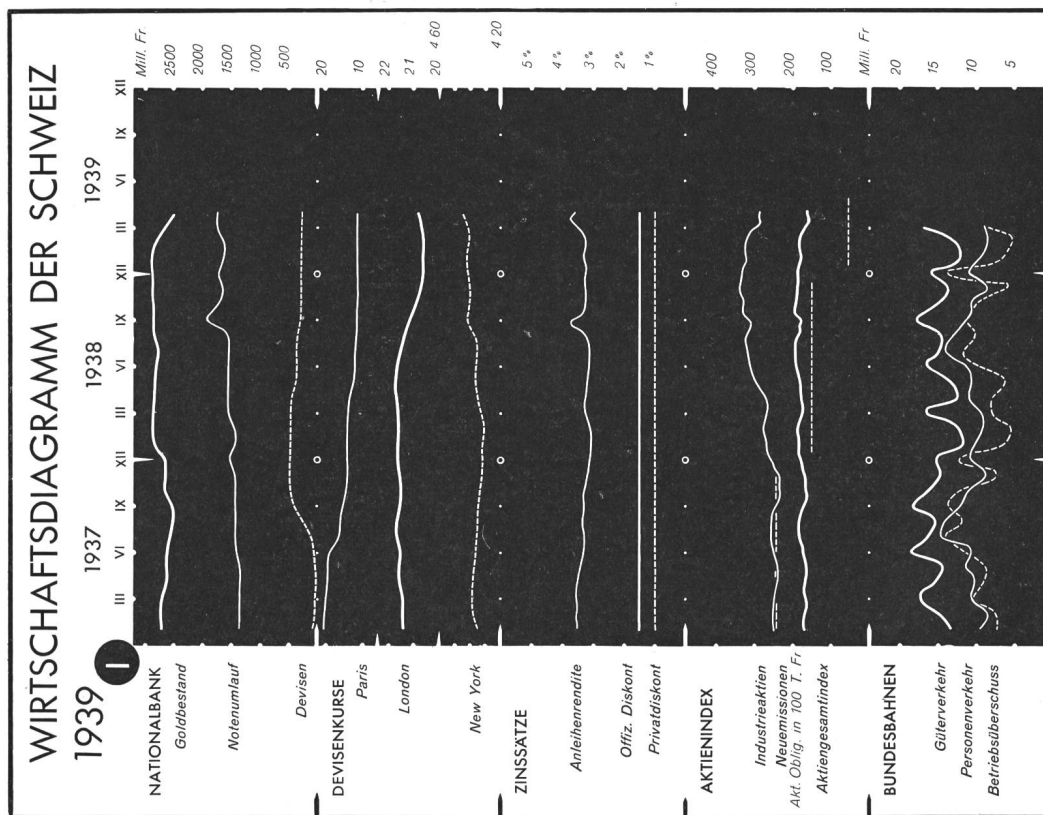 WIRTSCHAFTSDIAGRAMM DER SCHWEIZ
1939 I
1937 1938 1939
III VI IX XII III VI IX XII III VI IX XII
NATIONALBANK
Goldbestand
Notenumlauf
Devisen
Mill. Fr
2500
2000
1500
1000
500
DEVISENKURSE
Paris
London
New York
20
10
22
21
20
4 60
4 20
ZINSSÄTZE
Anleihenrendite
Offiz. Diskont
Privatdiskont
5 %
4 %
3 %
2 %
1 %
AKTIENINDEX
Industrieaktien
Neuemissionen
Akt. Oblig. in 100 T. Fr
Aktiengesamtindex
400
300
200
100
BUNDESBAHNEN
Güterverkehr
Personenverkehr
Betriebsüberschuss
Mill. Fr
20
15
10
5